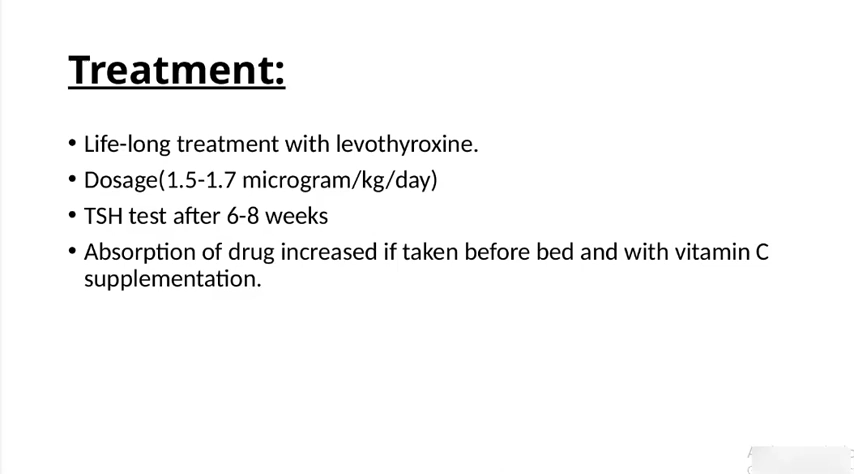 Treatment:
• Life-long treatment with levothyroxine.
• Dosage(1.5-1.7 microgram/kg/day)
• TSH test after 6-8 weeks
• Absorption of drug increased if taken before bed and with vitamin C
supplementation.